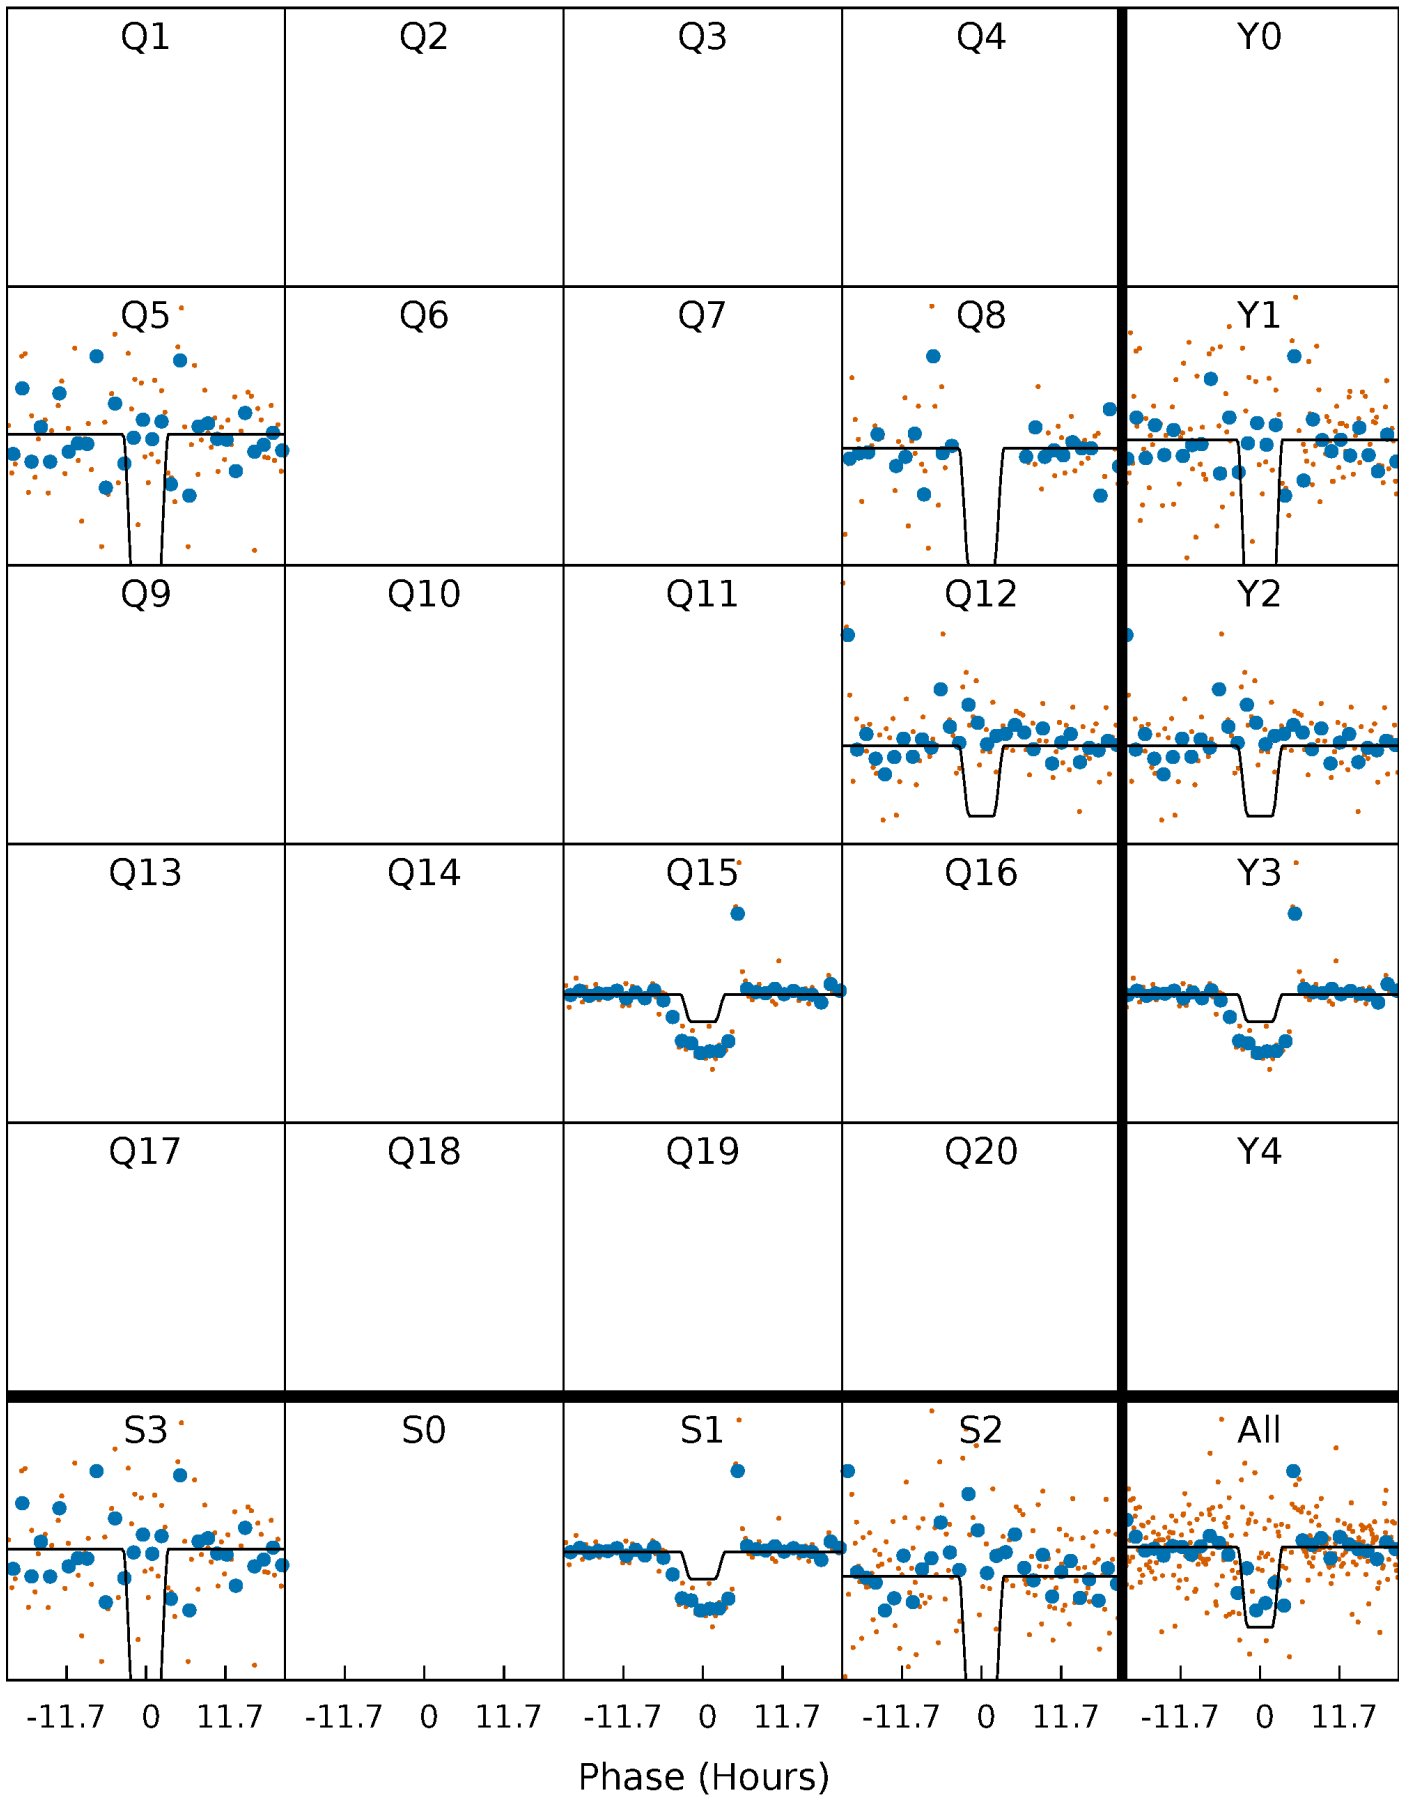 Q1 Q2 Q3 Q4 Y0
Q5 Q6 Q7 Q8 Y1
Q9 Q10 Q11 Q12 Y2
Q13 Q14 Q15 Q16 Y3
Q17 Q18 Q19 Q20 Y4
S3 S0 S1 S2 All
-11.7 0 11.7 -11.7 0 11.7 -11.7 0 11.7 -11.7 0 11.7 -11.7 0 11.7
Phase (Hours)